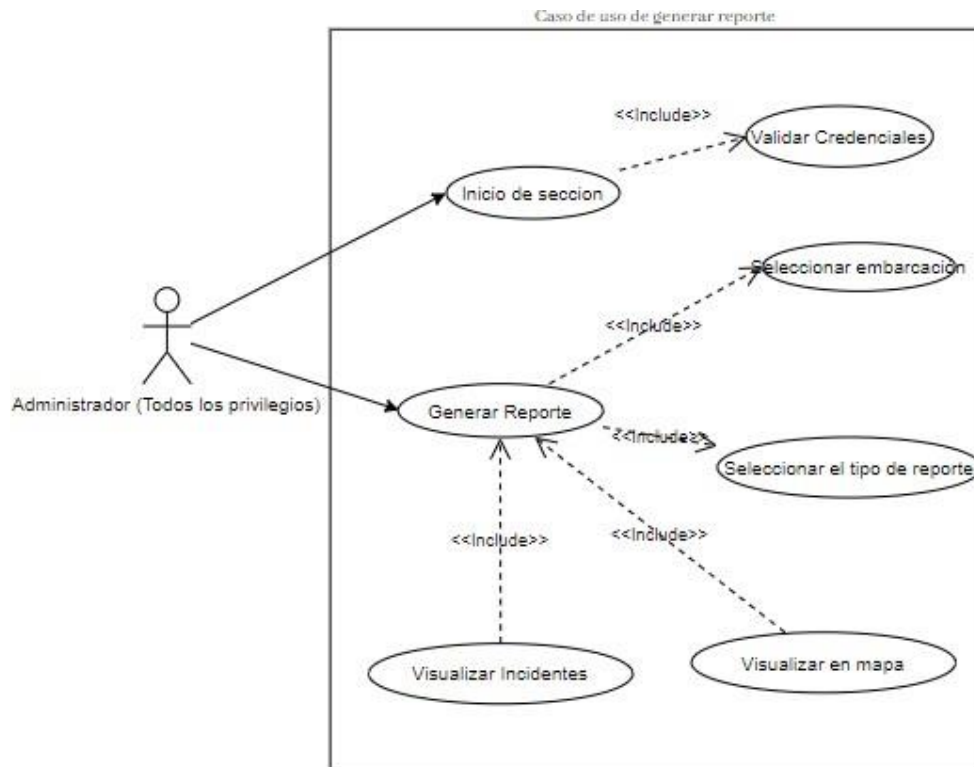 Caso de uso de generar reporte
<<Include>>
Validar Credenciales
Inicio de seccion
Seleccionar embarcación
<<Include>>
Administrador (Todos los privilegios)
Generar Reporte
<<Include>>
Seleccionar el tipo de reporte
<<Include>>
<<Include>>
Visualizar Incidentes
Visualizar en mapa